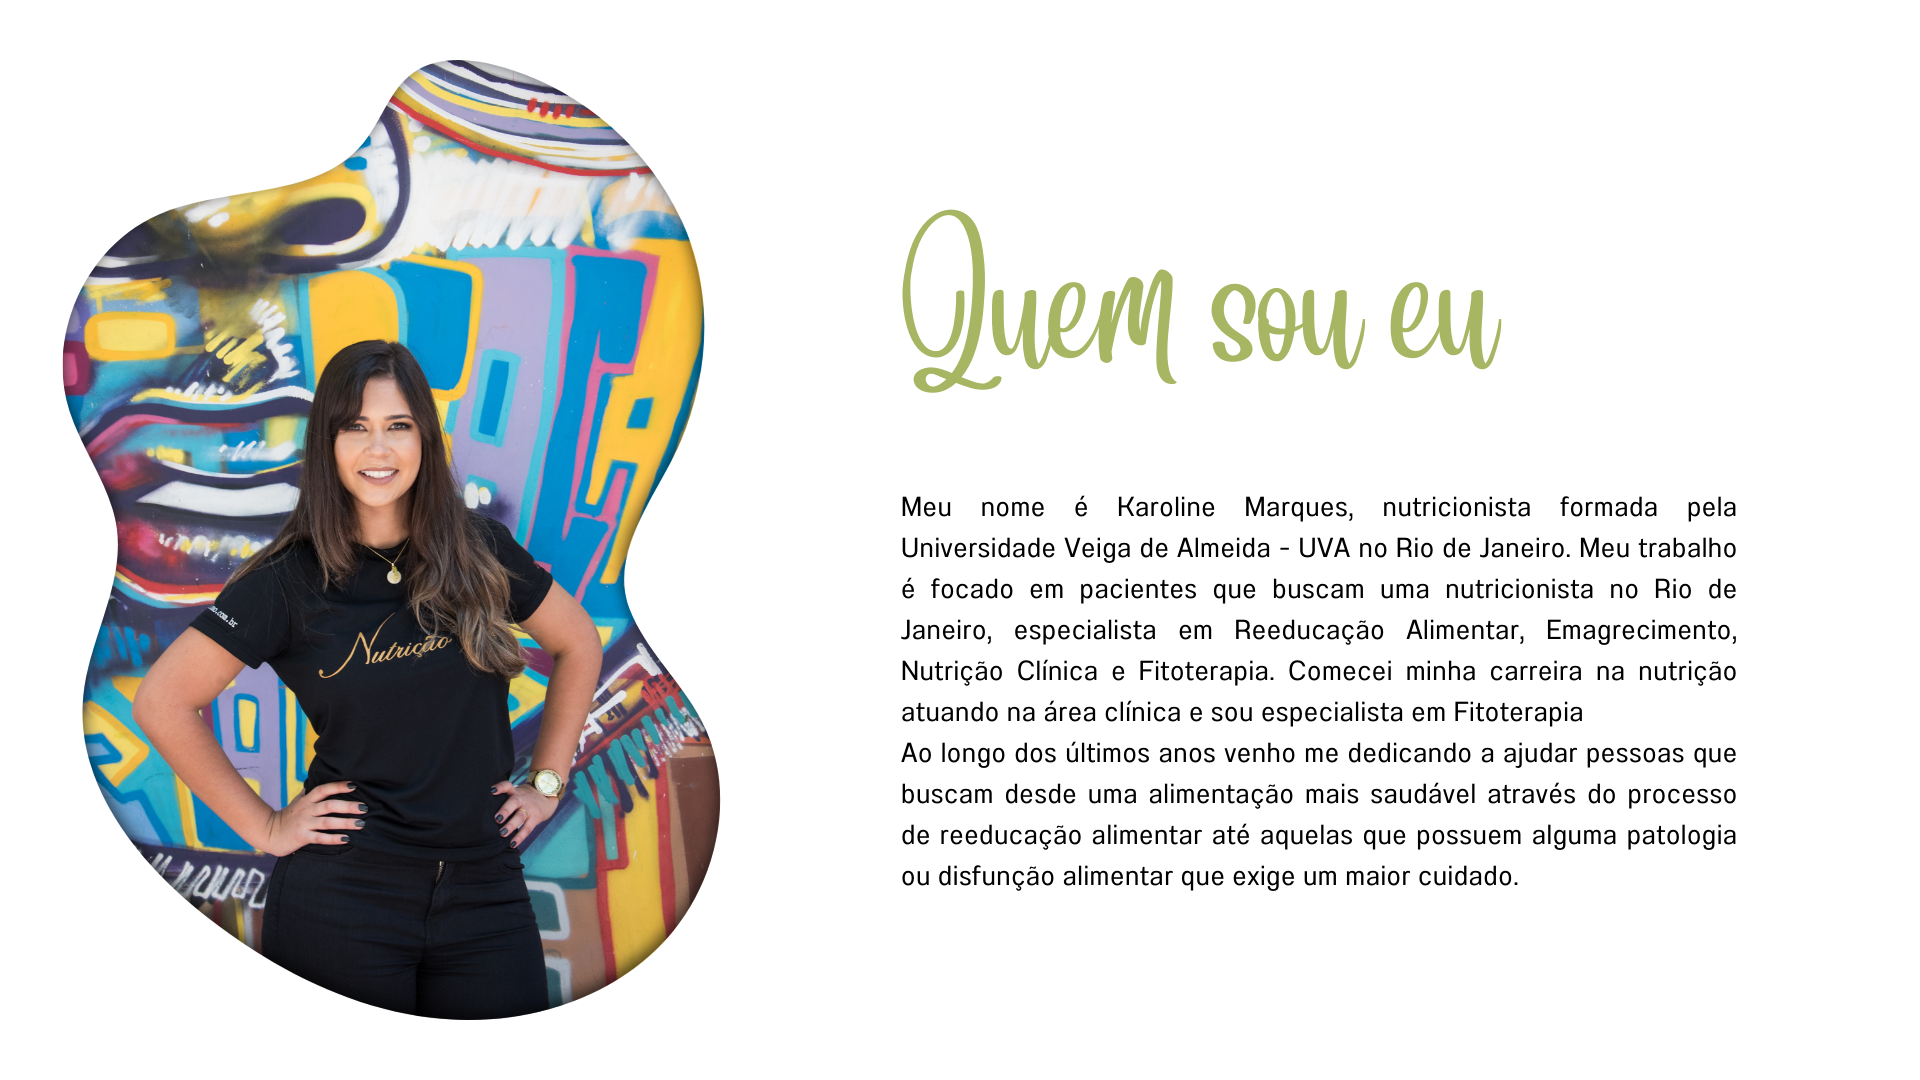 Quem sou eu
Meu nome é Karoline Marques, nutricionista formada pela
Universidade Veiga de Almeida - UVA no Rio de Janeiro. Meu trabalho
é focado em pacientes que buscam uma nutricionista no Rio de
Janeiro, especialista em Reeducação Alimentar, Emagrecimento,
Nutrição Clínica e Fitoterapia. Comecei minha carreira na nutrição
atuando na área clínica e sou especialista em Fitoterapia
Ao longo dos últimos anos venho me dedicando a ajudar pessoas que
buscam desde uma alimentação mais saudável através do processo
de reeducação alimentar até aquelas que possuem alguma patologia
ou disfunção alimentar que exige um maior cuidado.
Nutrição